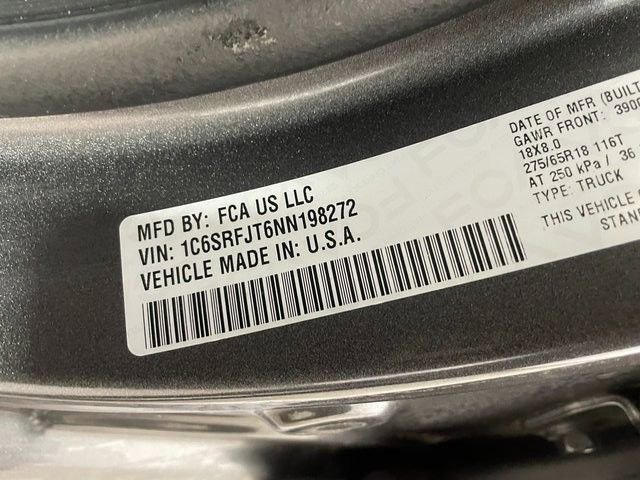 MFD BY: FCA US LLC
VIN: 1C6SRFJT6NN198272
VEHICLE MADE IN: U.S.A.
DATE OF MFR (BUILT
GAWR FRONT: 3900
18X8.0
275/65R18 116T
AT 250 kPa / 36
TYPE: TRUCK
THIS VEHICLE
STAN